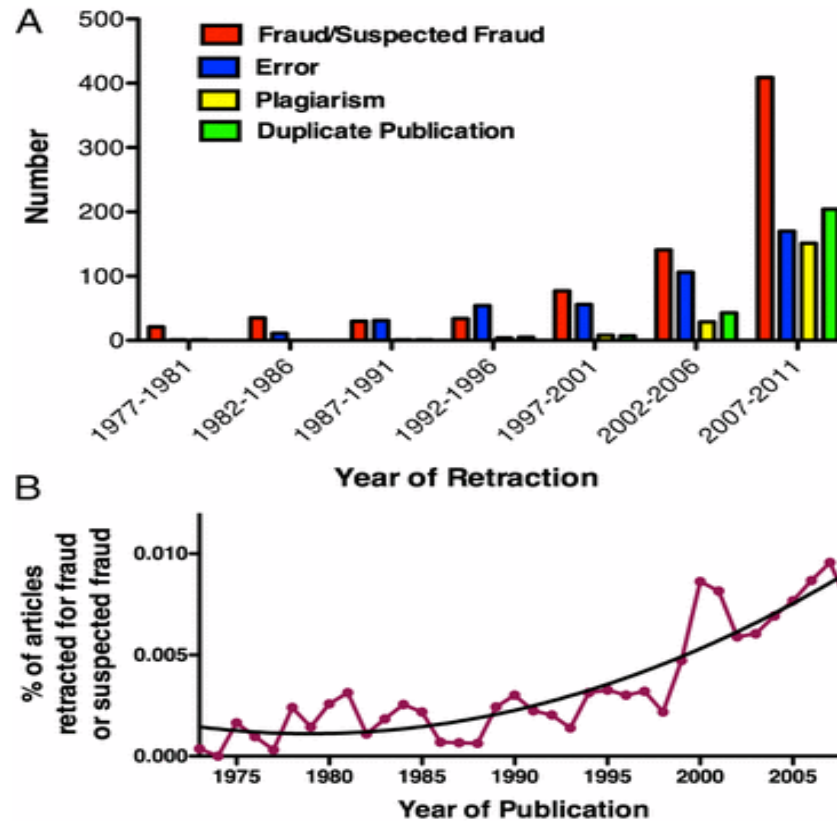 A
500
400
300
200
100
0
Number
Fraud/Suspected Fraud
Error
Plagiarism
Duplicate Publication
1977-1981
1982-1986
1987-1991
1992-1996
1997-2001
2002-2006
2007-2011
Year of Retraction
B
% of articles
retracted for fraud
or suspected fraud
0.010
0.005
0.000
1975
1980
1985
1990
1995
2000
2005
Year of Publication